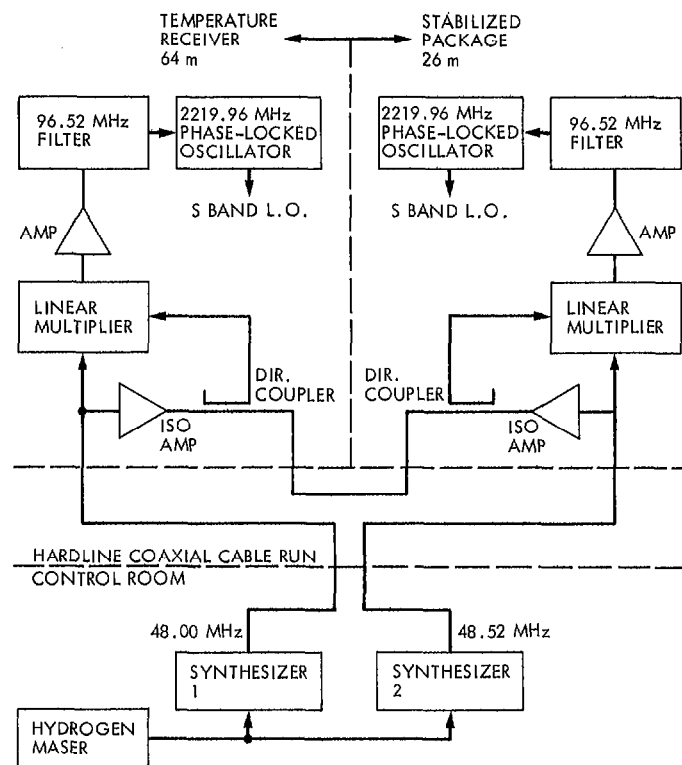 TEMPERATURE
RECEIVER
64 m
STABILIZED
PACKAGE
26 m
96.52 MHz
FILTER
2219.96 MHz
PHASE-LOCKED
OSCILLATOR
2219.96 MHz
PHASE-LOCKED
OSCILLATOR
96.52 MHz
FILTER
S BAND L.O.
S BAND L.O.
AMP
AMP
LINEAR
MULTIPLIER
LINEAR
MULTIPLIER
DIR.
COUPLER
DIR.
COUPLER
ISO
AMP
ISO
AMP
HARDLINE COAXIAL CABLE RUN
CONTROL ROOM
48.00 MHz
48.52 MHz
SYNTHESIZER
1
SYNTHESIZER
2
HYDROGEN
MASER